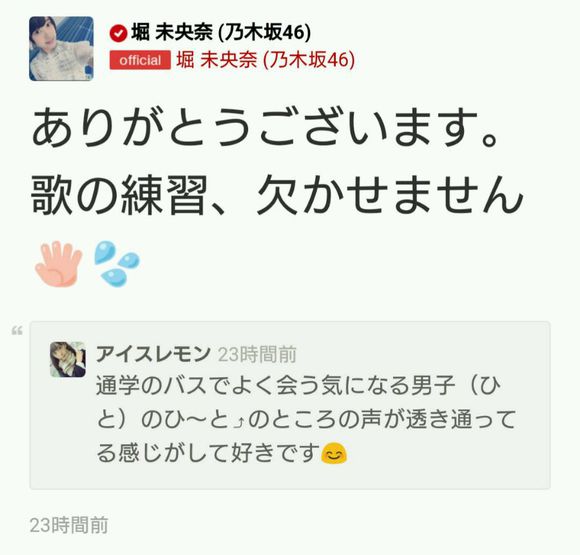 堀 未央奈 (乃木坂46)
official 堀 未央奈 (乃木坂46)
ありがとうございます。
歌の練習、欠かせません
👋💦
“
アイスレモン 23時間前
通学のバスでよく会う気になる男子（ひ
と）のひ〜と⤴のところの声が透き通って
る感じがして好きです😊
23時間前